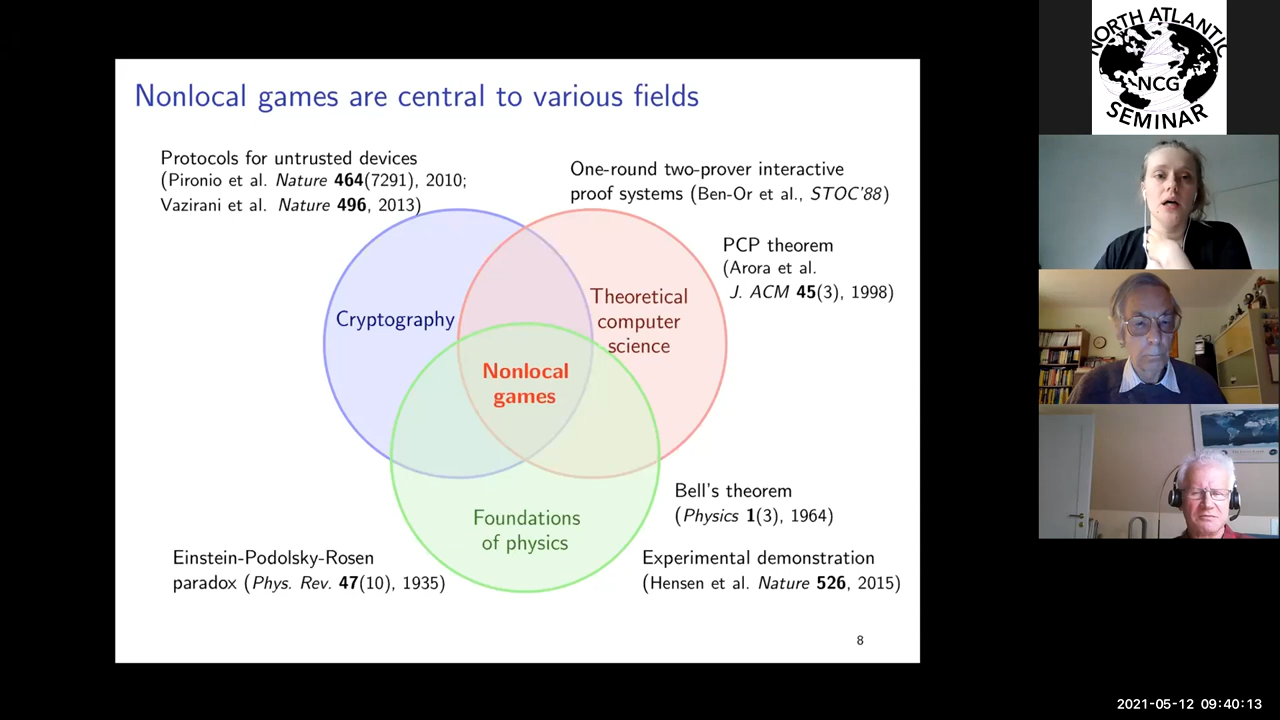 Nonlocal games are central to various fields
Protocols for untrusted devices
(Pironio et al. Nature 464(7291), 2010;
Vazirani et al. Nature 496, 2013)
One-round two-prover interactive
proof systems (Ben-Or et al., STOC'88)
PCP theorem
(Arora et al.
J. ACM 45(3), 1998)
Cryptography
Theoretical
computer
science
Nonlocal
games
Foundations
of physics
Bell's theorem
(Physics 1(3), 1964)
Einstein-Podolsky-Rosen
paradox (Phys. Rev. 47(10), 1935)
Experimental demonstration
(Hensen et al. Nature 526, 2015)
8
NORTH ATLANTIC
NCG
SEMINAR
2021-05-12 09:40:13